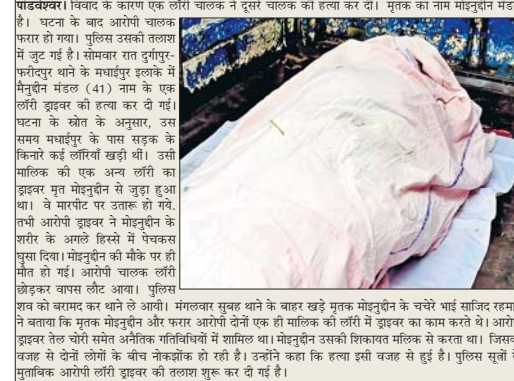 पांडवेश्वर। विवाद के कारण एक लॉरी चालक ने दूसरे चालक की हत्या कर दी। मृतक का नाम मोइनुद्दीन
है। घटना के बाद आरोपी चालक
फरार हो गया। पुलिस उसकी तलाश
में जुट गई है। सोमवार रात दुर्गापुर-
फरीदपुर थाने के मधाईपुर इलाके में
मैनुद्दीन मंडल (41) नाम के एक
लॉरी ड्राइवर की हत्या कर दी गई।
घटना के स्रोत के अनुसार, उस
समय मधाईपुर के पास सड़क के
किनारे कई लॉरियाँ खड़ी थीं। उसी
मालिक की एक अन्य लॉरी का
ड्राइवर मृत मोइनुद्दीन से जुड़ा हुआ
था। वे मारपीट पर उतारू हो गये.
तभी आरोपी ड्राइवर ने मोइनुद्दीन के
शरीर के अगले हिस्से में पेचकस
घुसा दिया। मोइनुद्दीन की मौके पर ही
मौत हो गई। आरोपी चालक लॉरी
छोड़कर वापस लौट आया। पुलिस
शव को बरामद कर थाने ले आयी। मंगलवार सुबह थाने के बाहर खड़े मृतक मोइनुद्दीन के चचेरे भाई साजिद
ने बताया कि मृतक मोइनुद्दीन और फरार आरोपी दोनों एक ही मालिक की लॉरी में ड्राइवर का काम करते थे।
ड्राइवर तेल चोरी समेत अनैतिक गतिविधियों में शामिल था। मोइनुद्दीन उसकी शिकायत मलिक से करता था।
वजह से दोनों लोगों के बीच नोकझोंक हो रही है। उन्होंने कहा कि हत्या इसी वजह से हुई है। पुलिस सूत्रों
मुताबिक आरोपी लॉरी ड्राइवर की तलाश शुरू कर दी गई है।